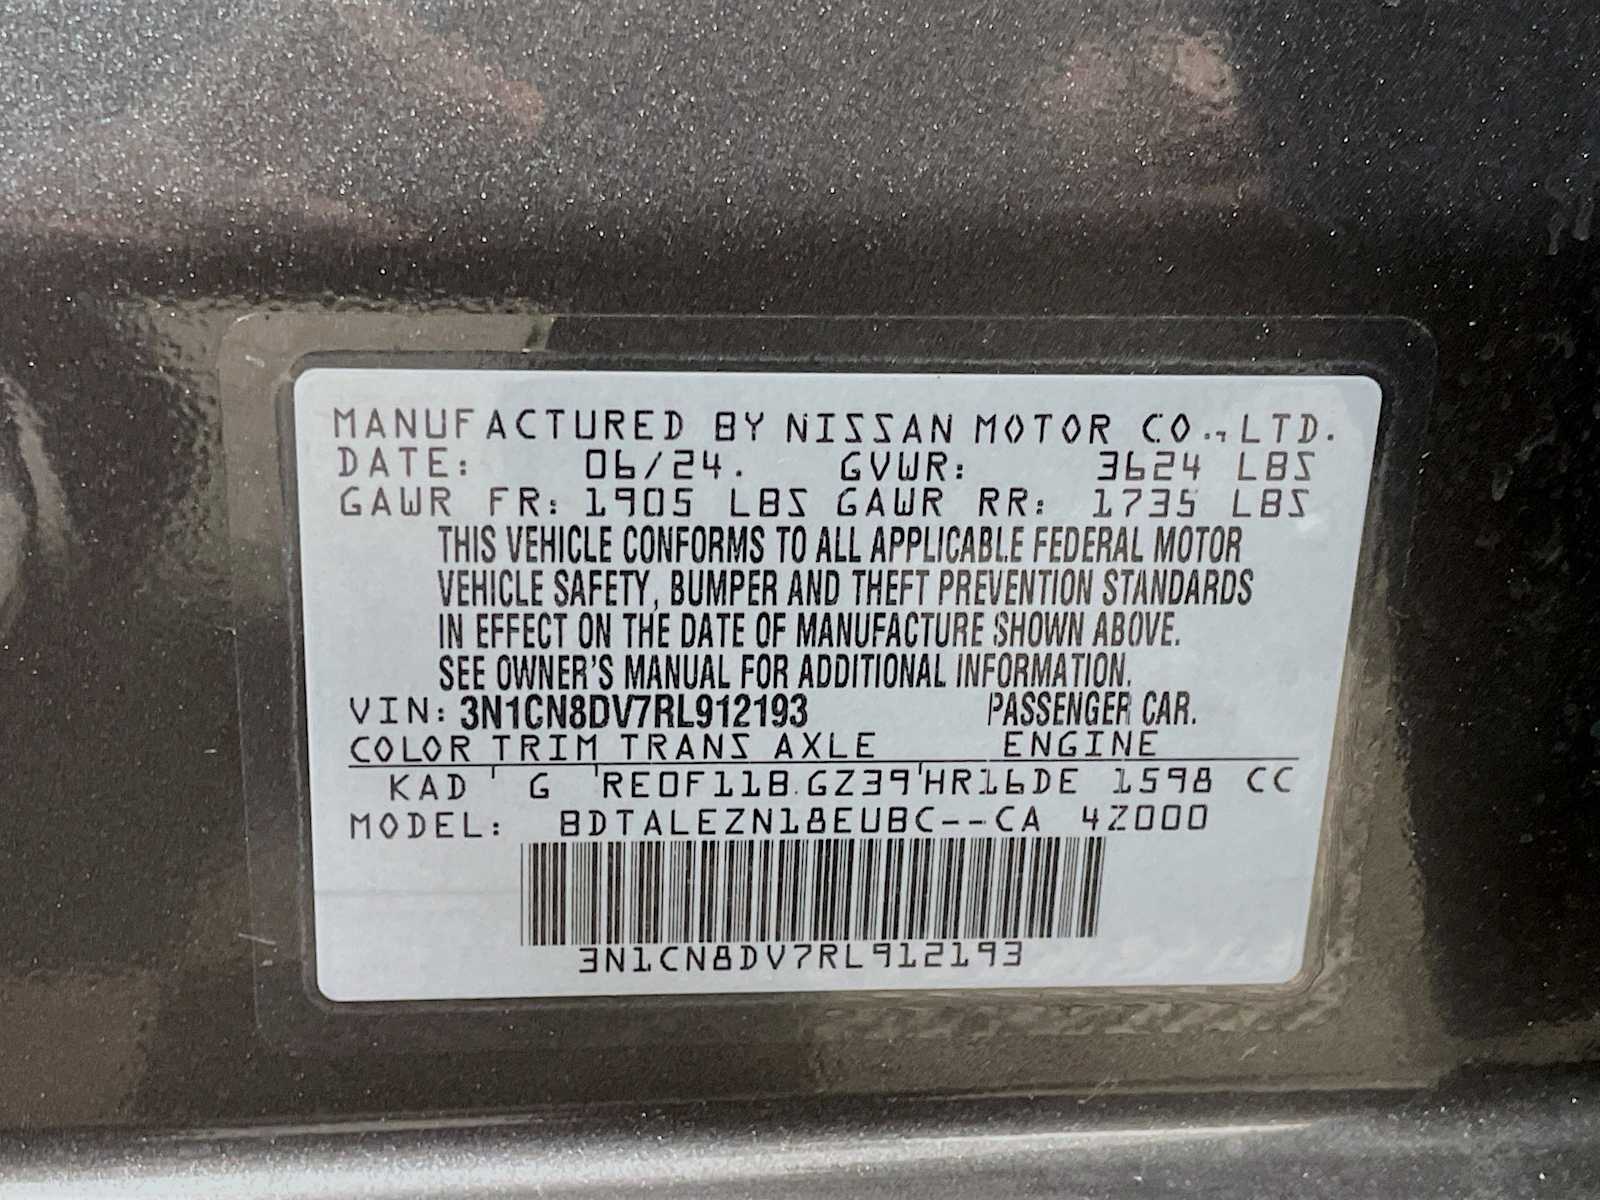 MANUFACTURED BY NISSAN MOTOR CO., LTD.
DATE: 06/24. GVWR: 3624 LBS
GAWR FR: 1905 LBS GAWR RR: 1735 LBS
THIS VEHICLE CONFORMS TO ALL APPLICABLE FEDERAL MOTOR
VEHICLE SAFETY, BUMPER AND THEFT PREVENTION STANDARDS
IN EFFECT ON THE DATE OF MANUFACTURE SHOWN ABOVE.
SEE OWNER'S MANUAL FOR ADDITIONAL INFORMATION.
VIN: 3N1CN8DV7RL912193 PASSENGER CAR.
COLOR TRIM TRANS AXLE ENGINE
KAD G RE0F11B GZ39 HR16DE 1598 CC
MODEL: BDTALEZN18EUBC--CA 4Z000
3N1CN8DV7RL912193